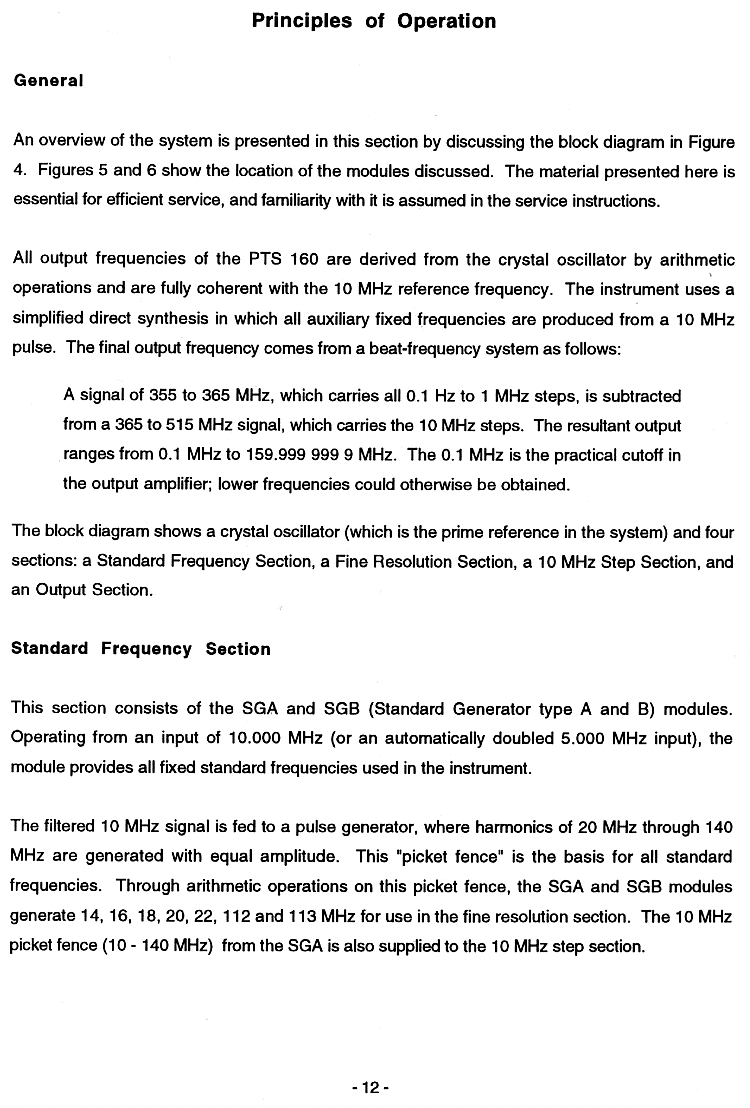 Principles of Operation
General
An overview of the system is presented in this section by discussing the block diagram in Figure
4. Figures 5 and 6 show the location of the modules discussed. The material presented here is
essential for efficient service, and familiarity with it is assumed in the service instructions.
All output frequencies of the PTS 160 are derived from the crystal oscillator by arithmetic
operations and are fully coherent with the 10 MHz reference frequency. The instrument uses a
simplified direct synthesis in which all auxiliary fixed frequencies are produced from a 10 MHz
pulse. The final output frequency comes from a beat-frequency system as follows:
A signal of 355 to 365 MHz, which carries all 0.1 Hz to 1 MHz steps, is subtracted
from a 365 to 515 MHz signal, which carries the 10 MHz steps. The resultant output
ranges from 0.1 MHz to 159.999 999 9 MHz. The 0.1 MHz is the practical cutoff in
the output amplifier; lower frequencies could otherwise be obtained.
The block diagram shows a crystal oscillator (which is the prime reference in the system) and four
sections: a Standard Frequency Section, a Fine Resolution Section, a 10 MHz Step Section, and
an Output Section.
Standard Frequency Section
This section consists of the SGA and SGB (Standard Generator type A and B) modules.
Operating from an input of 10.000 MHz (or an automatically doubled 5.000 MHz input), the
module provides all fixed standard frequencies used in the instrument.
The filtered 10 MHz signal is fed to a pulse generator, where harmonics of 20 MHz through 140
MHz are generated with equal amplitude. This "picket fence" is the basis for all standard
frequencies. Through arithmetic operations on this picket fence, the SGA and SGB modules
generate 14, 16, 18, 20, 22, 112 and 113 MHz for use in the fine resolution section. The 10 MHz
picket fence (10 - 140 MHz) from the SGA is also supplied to the 10 MHz step section.
- 12 -